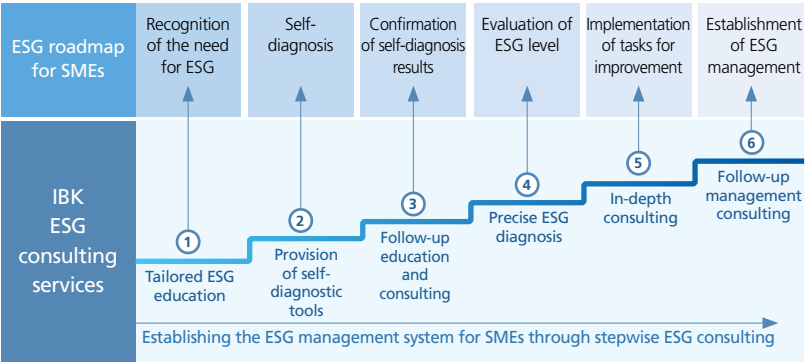 ESG roadmap
for SMEs
Recognition
of the need
for ESG
Self-
diagnosis
Confirmation
of self-diagnosis
results
Evaluation of
ESG level
Implementation
of tasks for
improvement
Establishment
of ESG
management
IBK
ESG
consulting
services
1
Tailored ESG
education
2
Provision
of self-
diagnostic
tools
3
Follow-up
education
and
consulting
4
Precise ESG
diagnosis
5
In-depth
consulting
6
Follow-up
management
consulting
Establishing the ESG management system for SMEs through stepwise ESG consulting